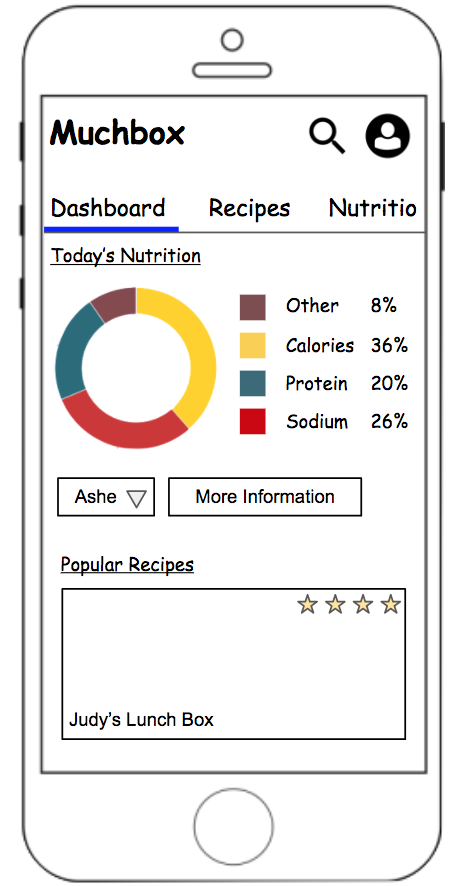 Muchbox
Dashboard Recipes Nutritio
Today's Nutrition
Other 8%
Calories 36%
Protein 20%
Sodium 26%
Ashe More Information
Popular Recipes
Judy's Lunch Box